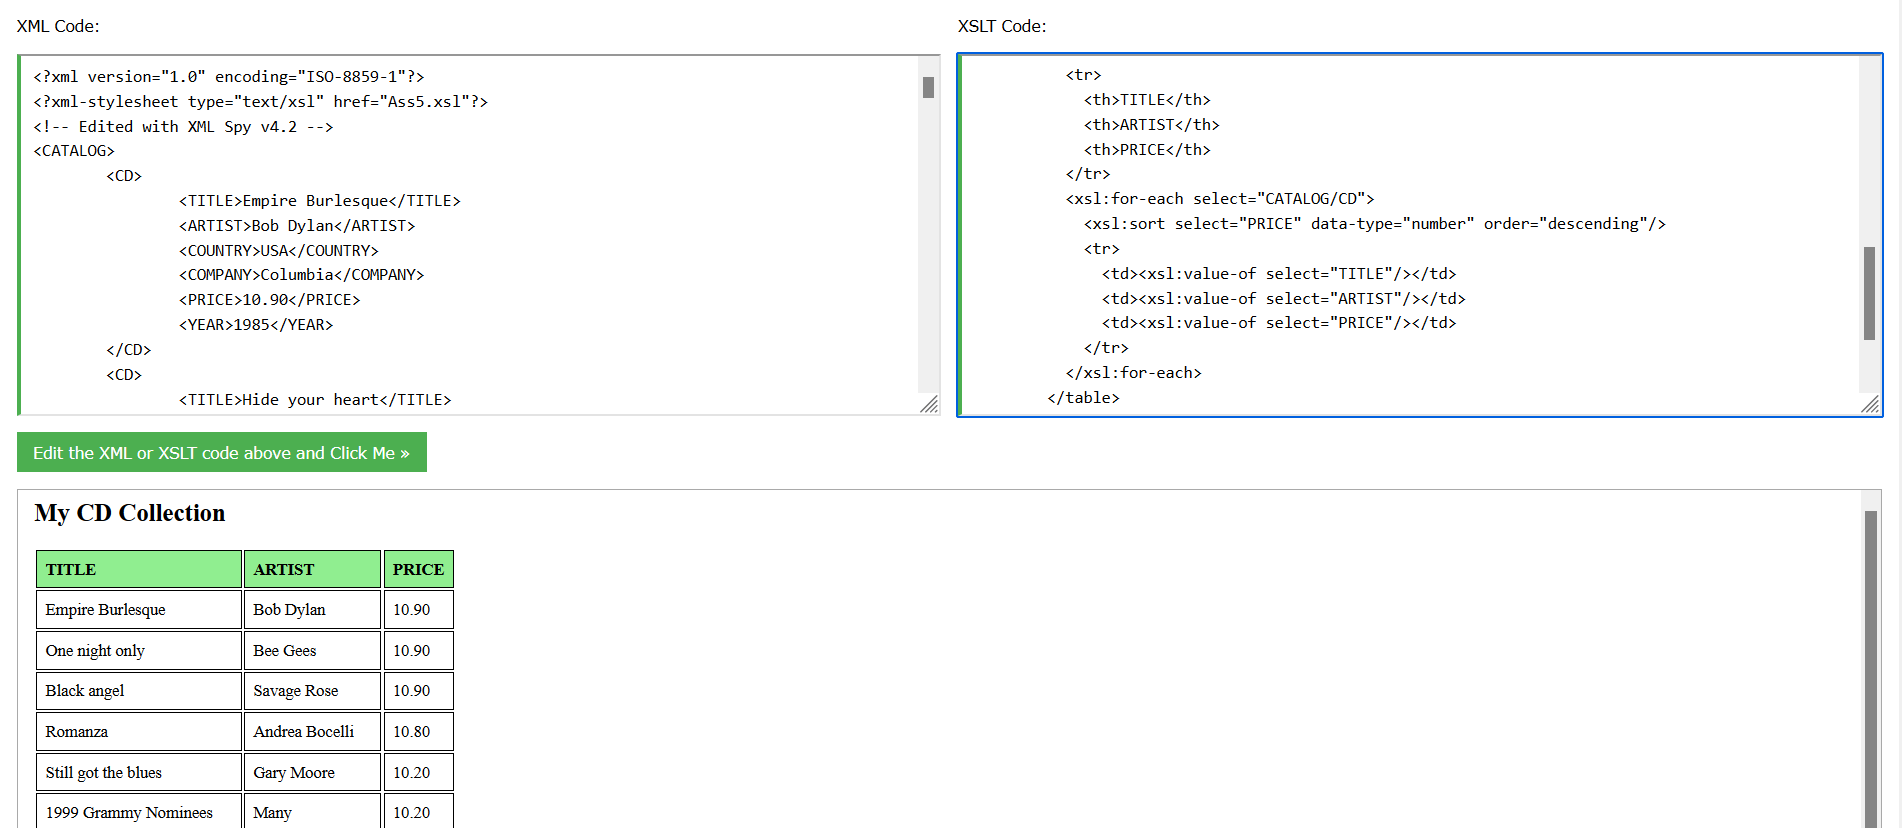 XML Code:
<?xml version="1.0" encoding="ISO-8859-1"?>
<?xml-stylesheet type="text/xsl" href="Ass5.xsl"?>
<!-- Edited with XML Spy v4.2 -->
<CATALOG>
<CD>
<TITLE>Empire Burlesque</TITLE>
<ARTIST>Bob Dylan</ARTIST>
<COUNTRY>USA</COUNTRY>
<COMPANY>Columbia</COMPANY>
<PRICE>10.90</PRICE>
<YEAR>1985</YEAR>
</CD>
<CD>
<TITLE>Hide your heart</TITLE>
XSLT Code:
<tr>
<th>TITLE</th>
<th>ARTIST</th>
<th>PRICE</th>
</tr>
<xsl:for-each select="CATALOG/CD">
<xsl:sort select="PRICE" data-type="number" order="descending"/>
<tr>
<td><xsl:value-of select="TITLE"/></td>
<td><xsl:value-of select="ARTIST"/></td>
<td><xsl:value-of select="PRICE"/></td>
</tr>
</xsl:for-each>
</table>
Edit the XML or XSLT code above and Click Me »
My CD Collection
TITLE ARTIST PRICE
Empire Burlesque Bob Dylan 10.90
One night only Bee Gees 10.90
Black angel Savage Rose 10.90
Romanza Andrea Bocelli 10.80
Still got the blues Gary Moore 10.20
1999 Grammy Nominees Many 10.20